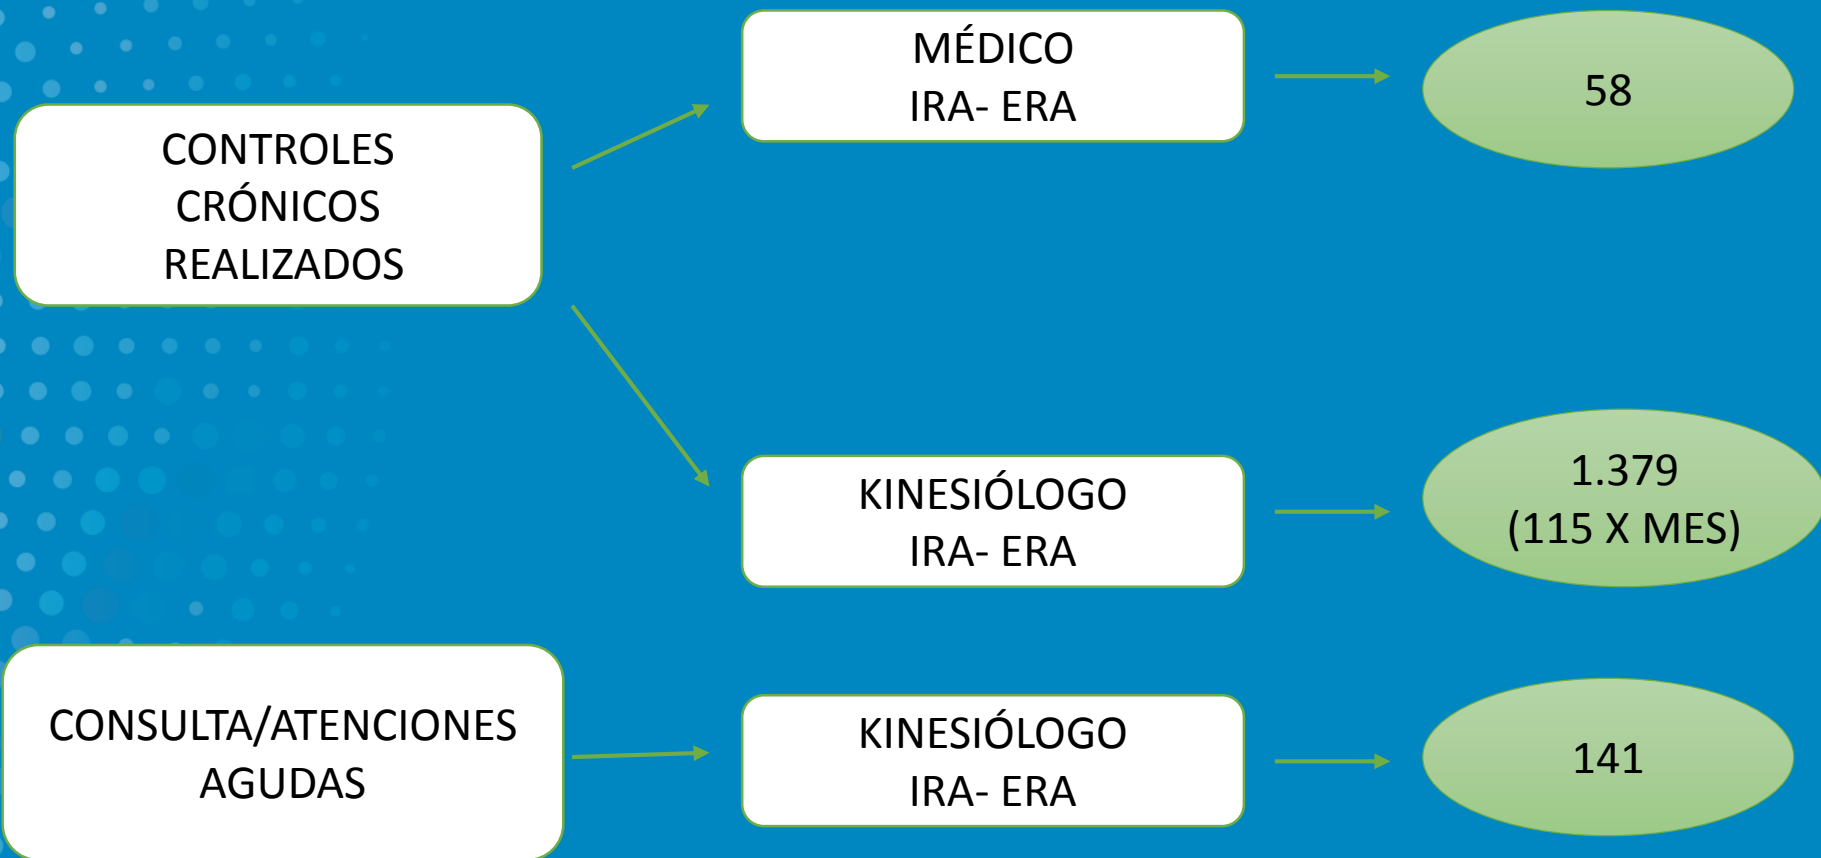 CONTROLES
CRÓNICOS
REALIZADOS
MÉDICO
IRA- ERA
58
KINESIÓLOGO
IRA- ERA
1.379
(115 X MES)
CONSULTA/ATENCIONES
AGUDAS
KINESIÓLOGO
IRA- ERA
141